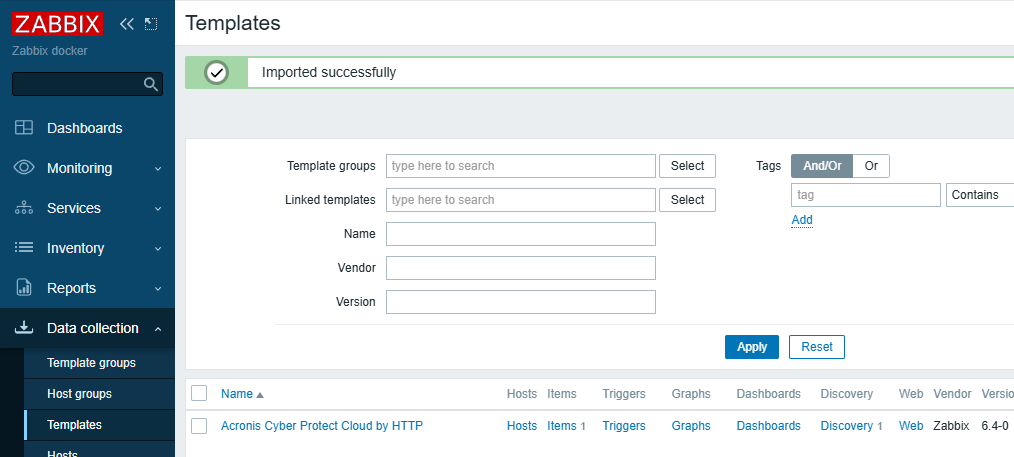 ZABBIX
Zabbix docker
Dashboards
Monitoring
Services
Inventory
Reports
Data collection
Template groups
Host groups
Templates
Hosts
Templates
Imported successfully
Template groups type here to search Select
Linked templates type here to search Select
Name
Vendor
Version
Tags And/Or Or
tag Contains
Add
Apply Reset
Name Hosts Items Triggers Graphs Dashboards Discovery Web Vendor Versio
Acronis Cyber Protect Cloud by HTTP Hosts Items 1 Triggers Graphs Dashboards Discovery 1 Web Zabbix 6.4-0